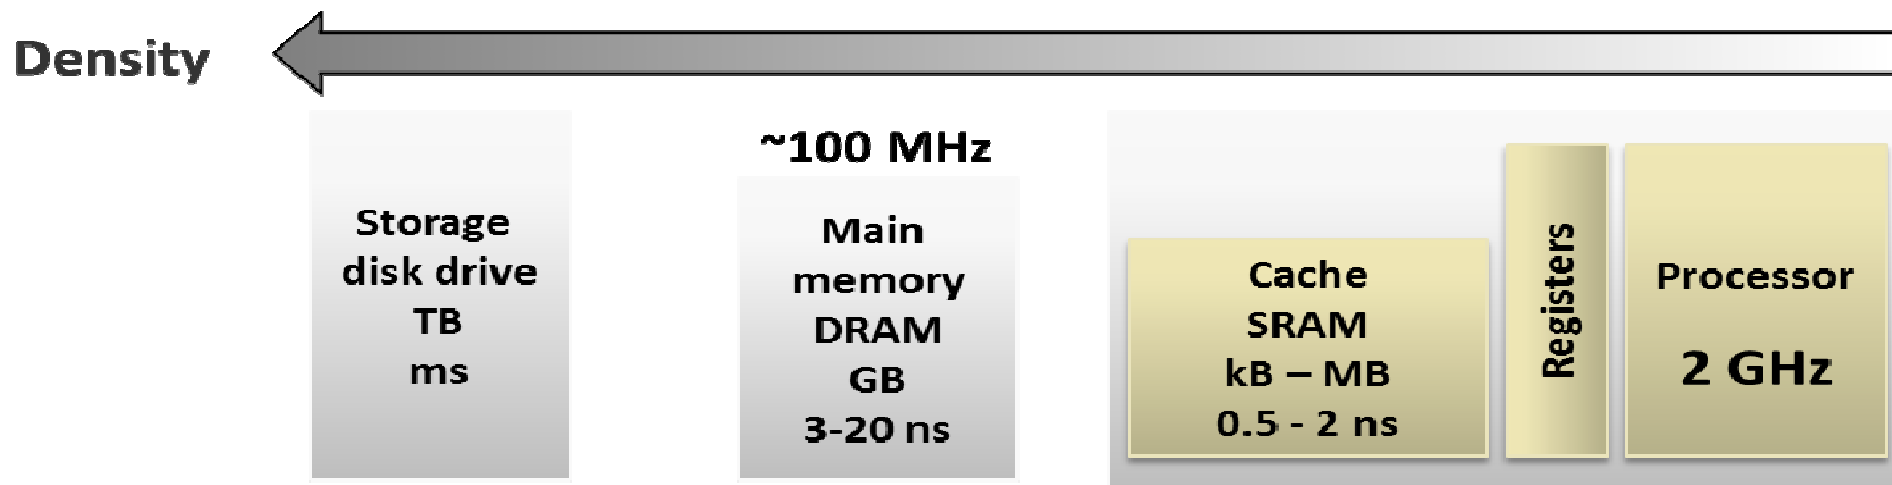 Density
Storage
disk drive
TB
ms
~100 MHz
Main
memory
DRAM
GB
3-20 ns
Cache
SRAM
kB – MB
0.5 - 2 ns
Registers
Processor
2 GHz